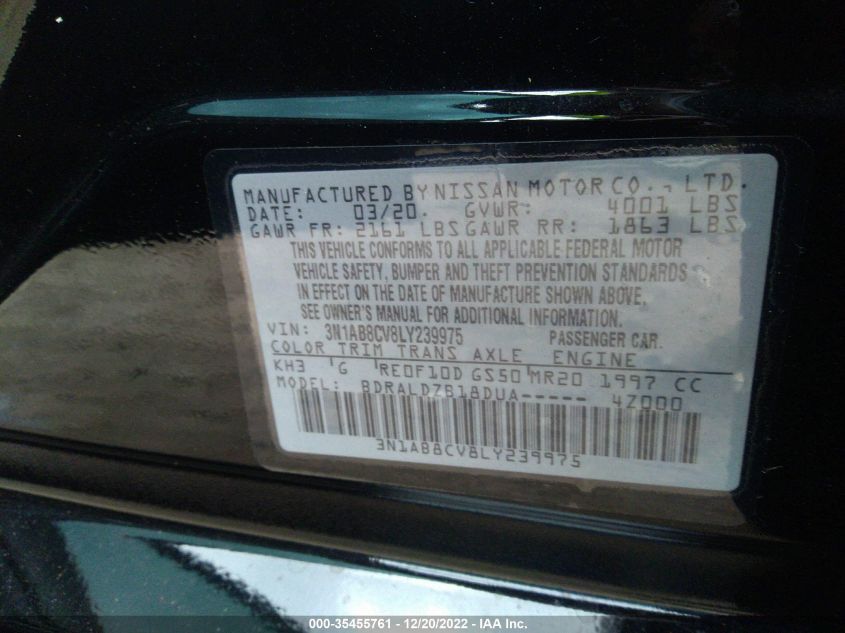 MANUFACTURED BY NISSAN MOTOR CO., LTD.
DATE: 03/20. GVWR: 4001 LBS
GAWR FR: 2161 LBS GAWR RR: 1863 LBS
THIS VEHICLE CONFORMS TO ALL APPLICABLE FEDERAL MOTOR
VEHICLE SAFETY, BUMPER AND THEFT PREVENTION STANDARDS
IN EFFECT ON THE DATE OF MANUFACTURE SHOWN ABOVE,
SEE OWNER'S MANUAL FOR ADDITIONAL INFORMATION.
VIN: 3N1AB8CV8LY239975 PASSENGER CAR.
COLOR TRIM TRANS AXLE ENGINE
KH3 G RE0F10D GS50 MR20 1997 CC
MODEL: BDRALDZB18DUA----- 4Z000
3N1AB8CV8LY239975
000-35455761 - 12/20/2022 - IAA Inc.